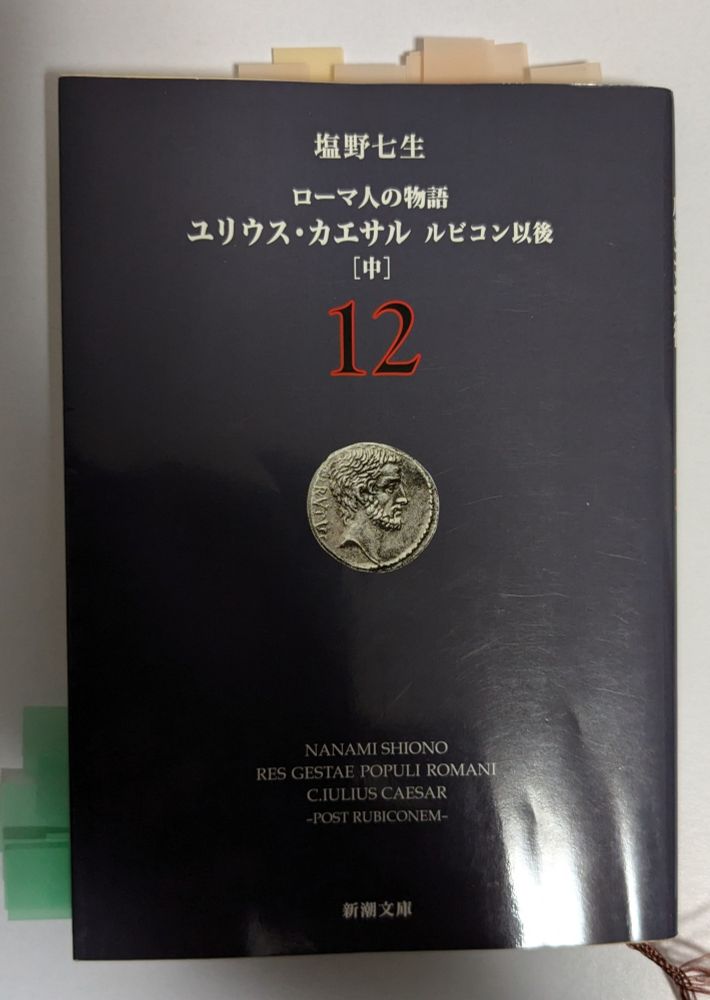 塩野七生
ローマ人の物語
ユリウス・カエサル ルビコン以後
[中]
12
NANAMI SHIONO
RES GESTAE POPULI ROMANI
C.IULIUS CAESAR
–POST RUBICONEM–
新潮文庫